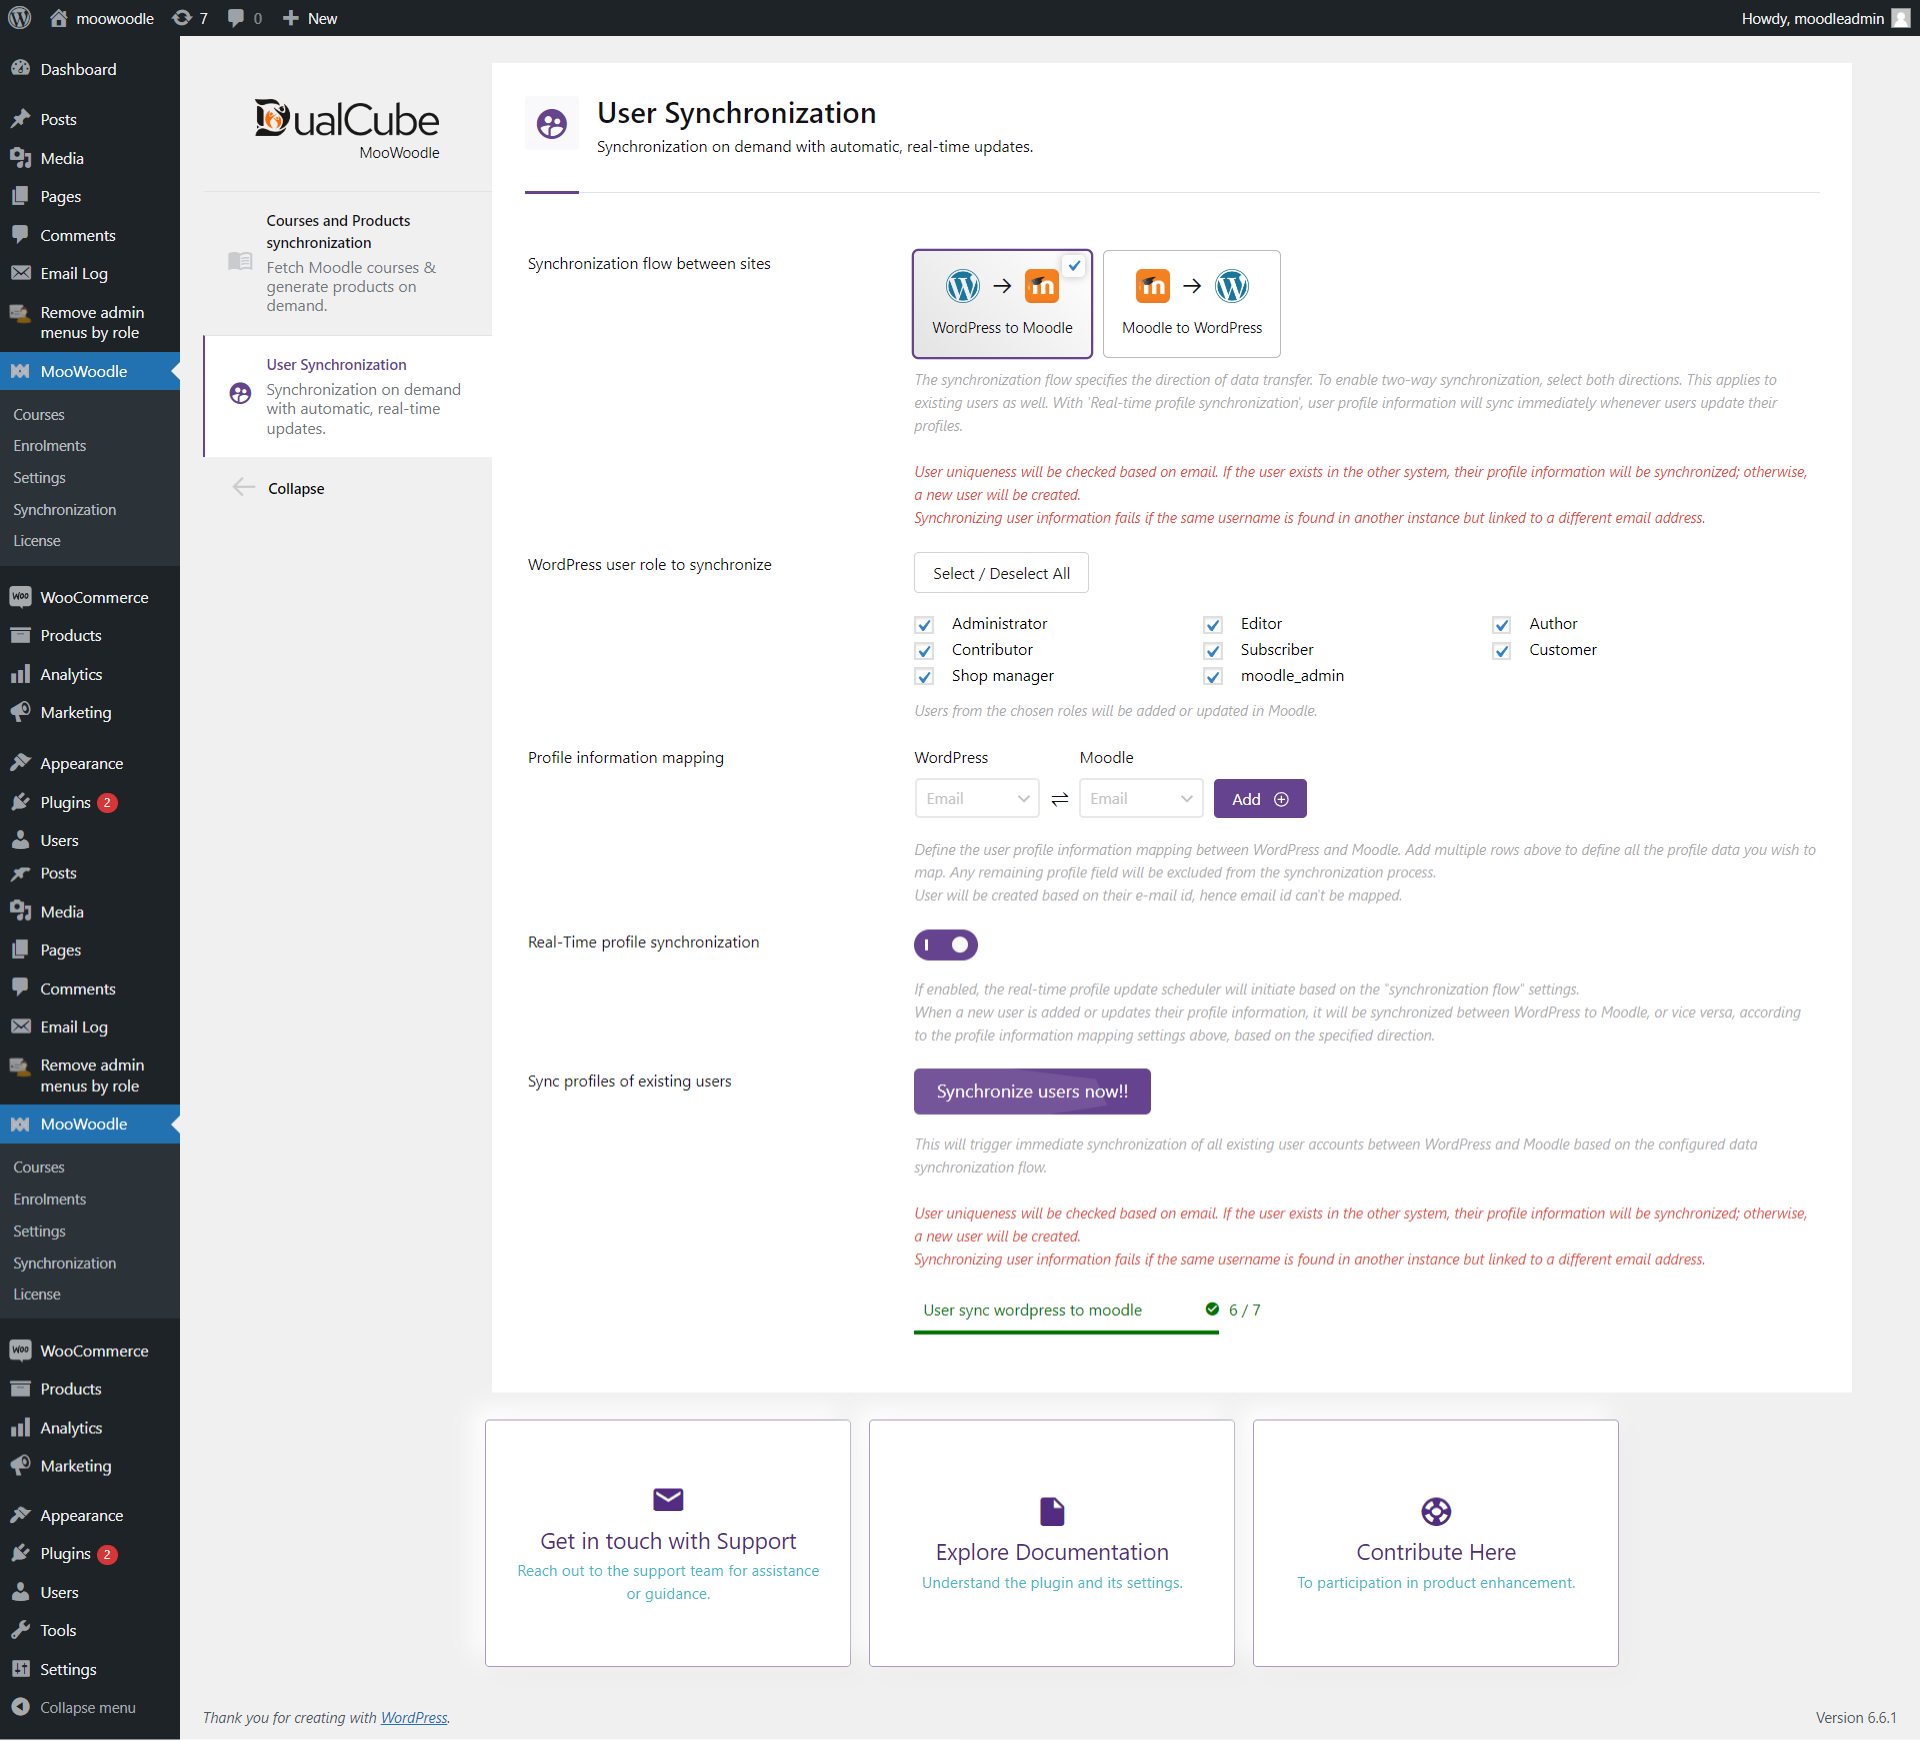 moowoodle
7
0
New
Howdy, moodleadmin
Dashboard
Posts
Media
Pages
Comments
Email Log
Remove admin
menus by role
MooWoodle
Courses
Enrolments
Settings
Synchronization
License
WooCommerce
Products
Analytics
Marketing
Appearance
Plugins 2
Users
Posts
Media
Pages
Comments
Email Log
Remove admin
menus by role
MooWoodle
Courses
Enrolments
Settings
Synchronization
License
WooCommerce
Products
Analytics
Marketing
Appearance
Plugins 2
Users
Tools
Settings
Collapse menu
DualCube
MooWoodle
Courses and Products
synchronization
Fetch Moodle courses &
generate products on
demand.
User Synchronization
Synchronization on demand
with automatic, real-time
updates.
Collapse
User Synchronization
Synchronization on demand with automatic, real-time updates.
Synchronization flow between sites
WordPress to Moodle
Moodle to WordPress
The synchronization flow specifies the direction of data transfer. To enable two-way synchronization, select both directions. This applies to
existing users as well. With 'Real-time profile synchronization', user profile information will sync immediately whenever users update their
profiles.
User uniqueness will be checked based on email. If the user exists in the other system, their profile information will be synchronized; otherwise,
a new user will be created.
Synchronizing user information fails if the same username is found in another instance but linked to a different email address.
WordPress user role to synchronize
Select / Deselect All
Administrator
Editor
Author
Contributor
Subscriber
Customer
Shop manager
moodle_admin
Users from the chosen roles will be added or updated in Moodle.
Profile information mapping
WordPress
Moodle
Email
Email
Add
Define the user profile information mapping between WordPress and Moodle. Add multiple rows above to define all the profile data you wish to
map. Any remaining profile field will be excluded from the synchronization process.
User will be created based on their e-mail id, hence email id can't be mapped.
Real-Time profile synchronization
If enabled, the real-time profile update scheduler will initiate based on the "synchronization flow" settings.
When a new user is added or updates their profile information, it will be synchronized between WordPress to Moodle, or vice versa, according
to the profile information mapping settings above, based on the specified direction.
Sync profiles of existing users
Synchronize users now!!
This will trigger immediate synchronization of all existing user accounts between WordPress and Moodle based on the configured data
synchronization flow.
User uniqueness will be checked based on email. If the user exists in the other system, their profile information will be synchronized; otherwise,
a new user will be created.
Synchronizing user information fails if the same username is found in another instance but linked to a different email address.
User sync wordpress to moodle
6 / 7
Get in touch with Support
Reach out to the support team for assistance
or guidance.
Explore Documentation
Understand the plugin and its settings.
Contribute Here
To participation in product enhancement.
Thank you for creating with WordPress.
Version 6.6.1